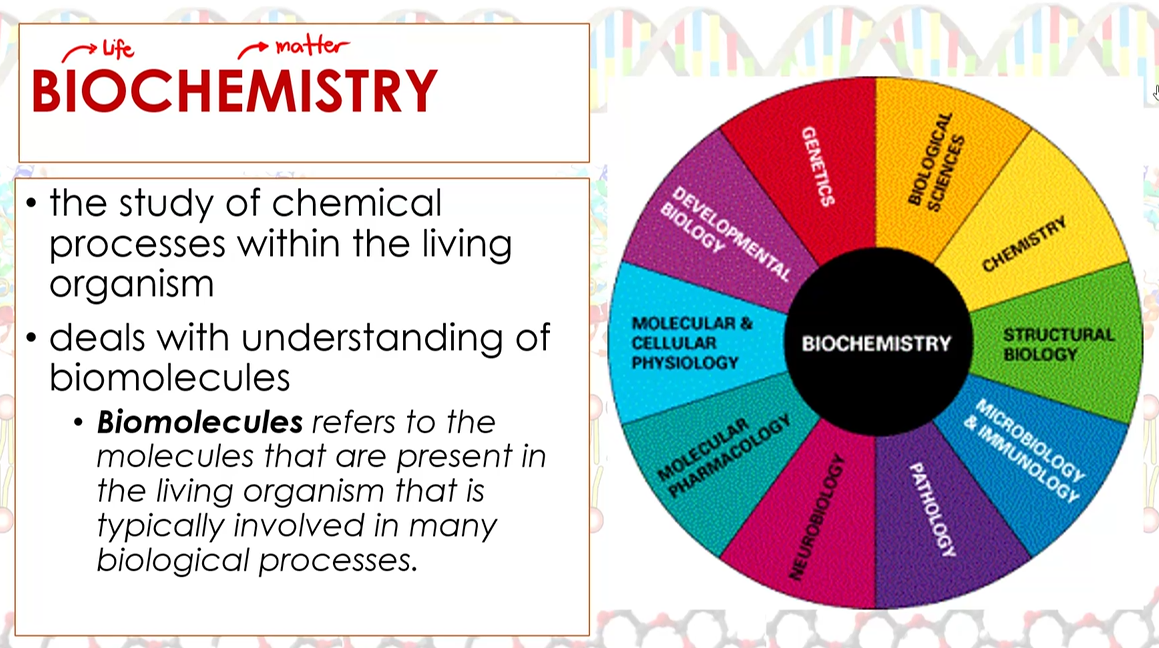 Life
matter
BIOCHEMISTRY
• the study of chemical
processes within the living
organism
• deals with understanding of
biomolecules
• Biomolecules refers to the
molecules that are present in
the living organism that is
typically involved in many
biological processes.
GENETICS
BIOLOGICAL
SCIENCES
CHEMISTRY
STRUCTURAL
BIOLOGY
MICROBIOLOGY
& IMMUNOLOGY
PATHOLOGY
NEUROBIOLOGY
MOLECULAR
PHARMACOLOGY
MOLECULAR &
CELLULAR
PHYSIOLOGY
DEVELOPMENTAL
BIOLOGY
BIOCHEMISTRY